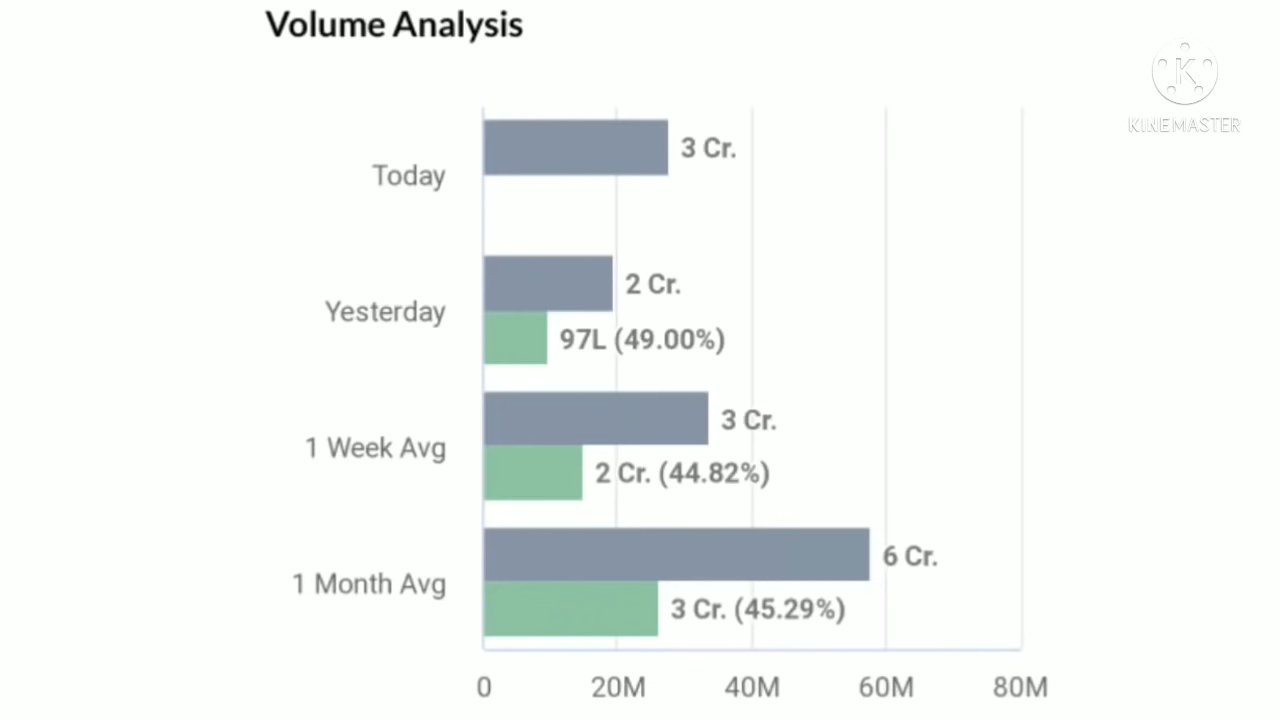 Volume Analysis
K
KINEMASTER
Today
3 Cr.
Yesterday
2 Cr.
97L (49.00%)
1 Week Avg
3 Cr.
2 Cr. (44.82%)
1 Month Avg
6 Cr.
3 Cr. (45.29%)
0 20M 40M 60M 80M